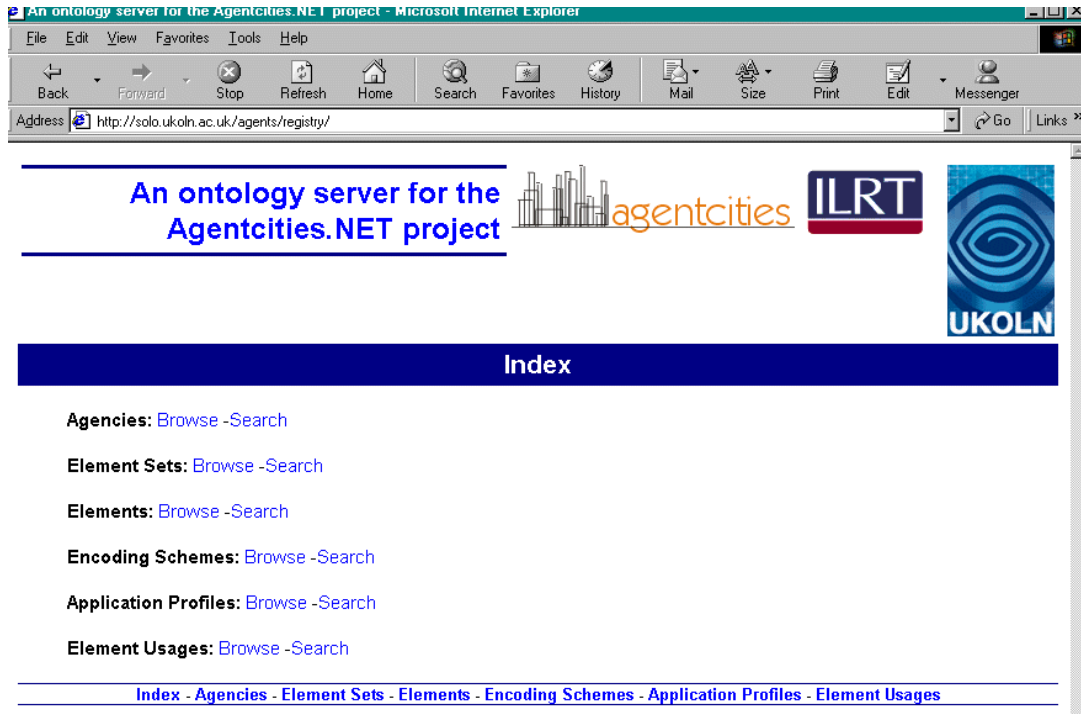 An ontology server for the Agentcities.NET project - Microsoft Internet Explorer
File Edit View Favorites Tools Help
Back Forward Stop Refresh Home Search Favorites History Mail Size Print Edit Messenger
Address http://solo.ukoln.ac.uk/agents/registry/ Go Links »
An ontology server for the
Agentcities.NET project
agentcities
ILRT
UKOLN
Index
Agencies: Browse -Search
Element Sets: Browse -Search
Elements: Browse -Search
Encoding Schemes: Browse -Search
Application Profiles: Browse -Search
Element Usages: Browse -Search
Index - Agencies - Element Sets - Elements - Encoding Schemes - Application Profiles - Element Usages